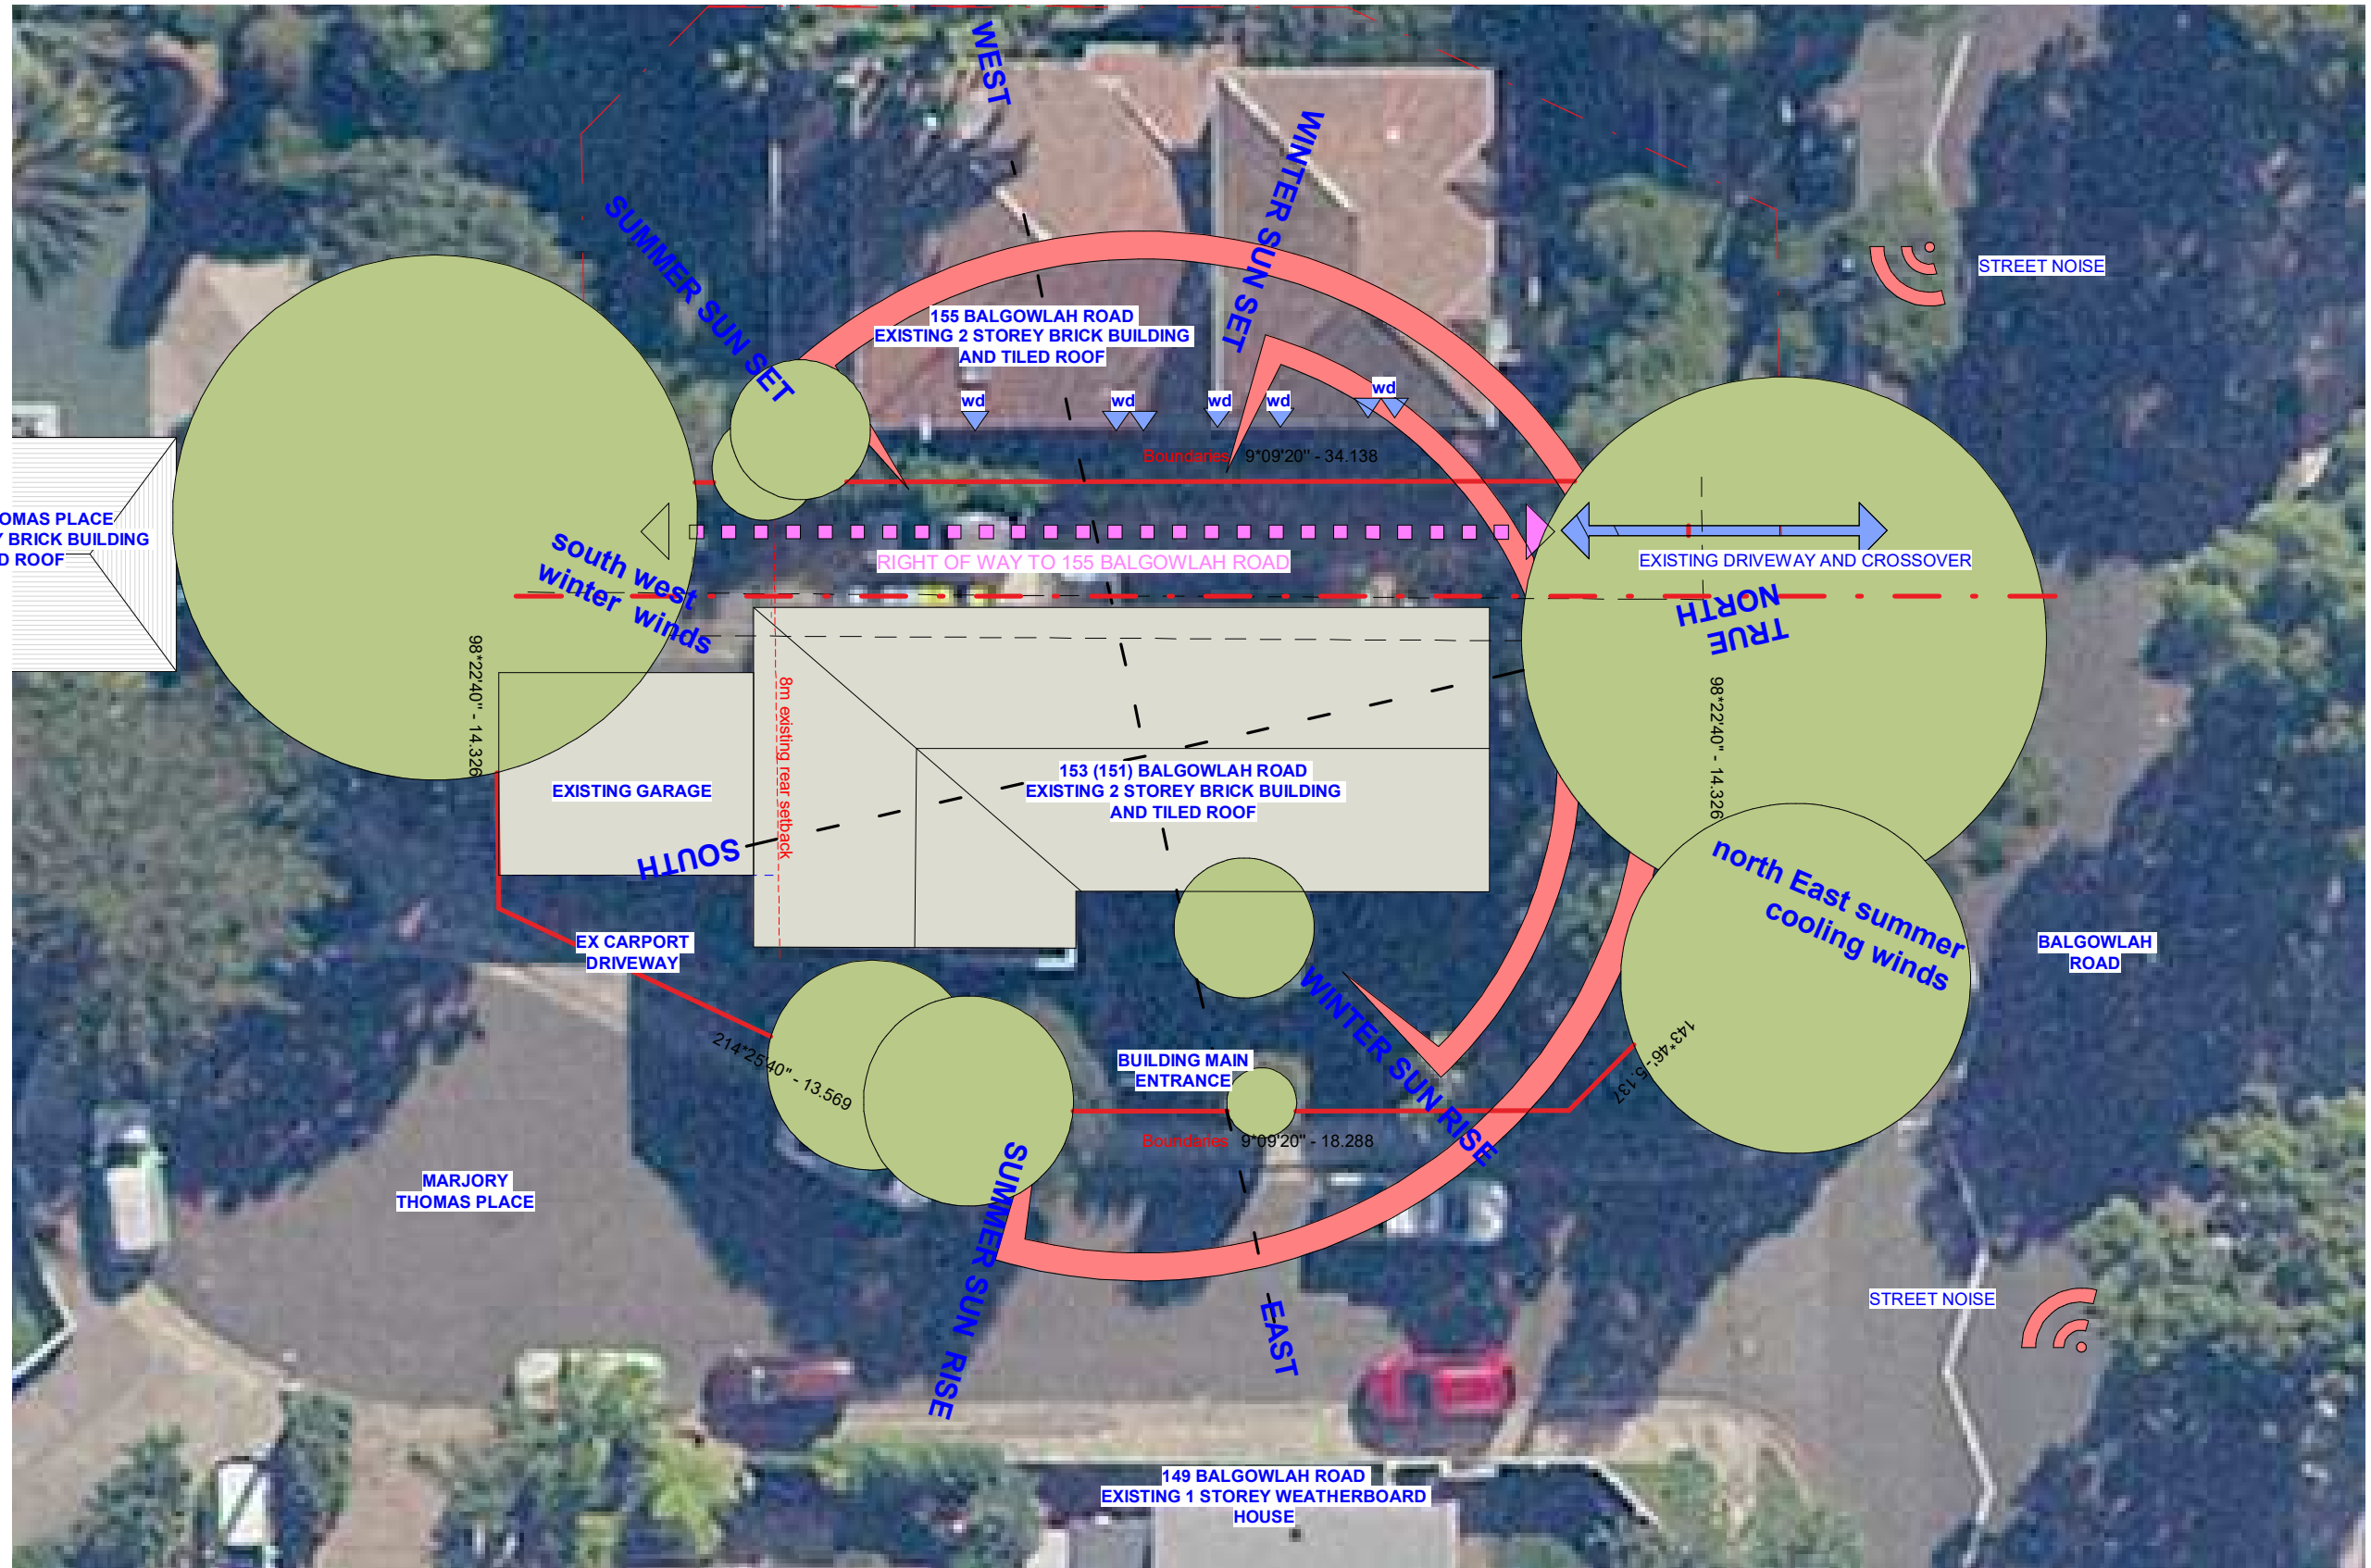 WEST
WINTER SUN SET
SUMMER SUN SET
STREET NOISE
155 BALGOWLAH ROAD
EXISTING 2 STOREY BRICK BUILDING
AND TILED ROOF
wd
wd
wd
wd
wd
Boundaries 9*09'20" - 34.138
OMAS PLACE
Y BRICK BUILDING
D ROOF
south west
winter winds
RIGHT OF WAY TO 155 BALGOWLAH ROAD
EXISTING DRIVEWAY AND CROSSOVER
TRUE
NORTH
98*22'40" - 14.326
8m existing rear setback
98*22'40" - 14.326
EXISTING GARAGE
153 (151) BALGOWLAH ROAD
EXISTING 2 STOREY BRICK BUILDING
AND TILED ROOF
SOUTH
north East summer
cooling winds
EX CARPORT
DRIVEWAY
BALGOWLAH
ROAD
214*25'40" - 13.569
BUILDING MAIN
ENTRANCE
WINTER SUN RISE
143*46' - 5.137
Boundaries 9*09'20" - 18.288
MARJORY
THOMAS PLACE
SUMMER SUN RISE
EAST
STREET NOISE
149 BALGOWLAH ROAD
EXISTING 1 STOREY WEATHERBOARD
HOUSE